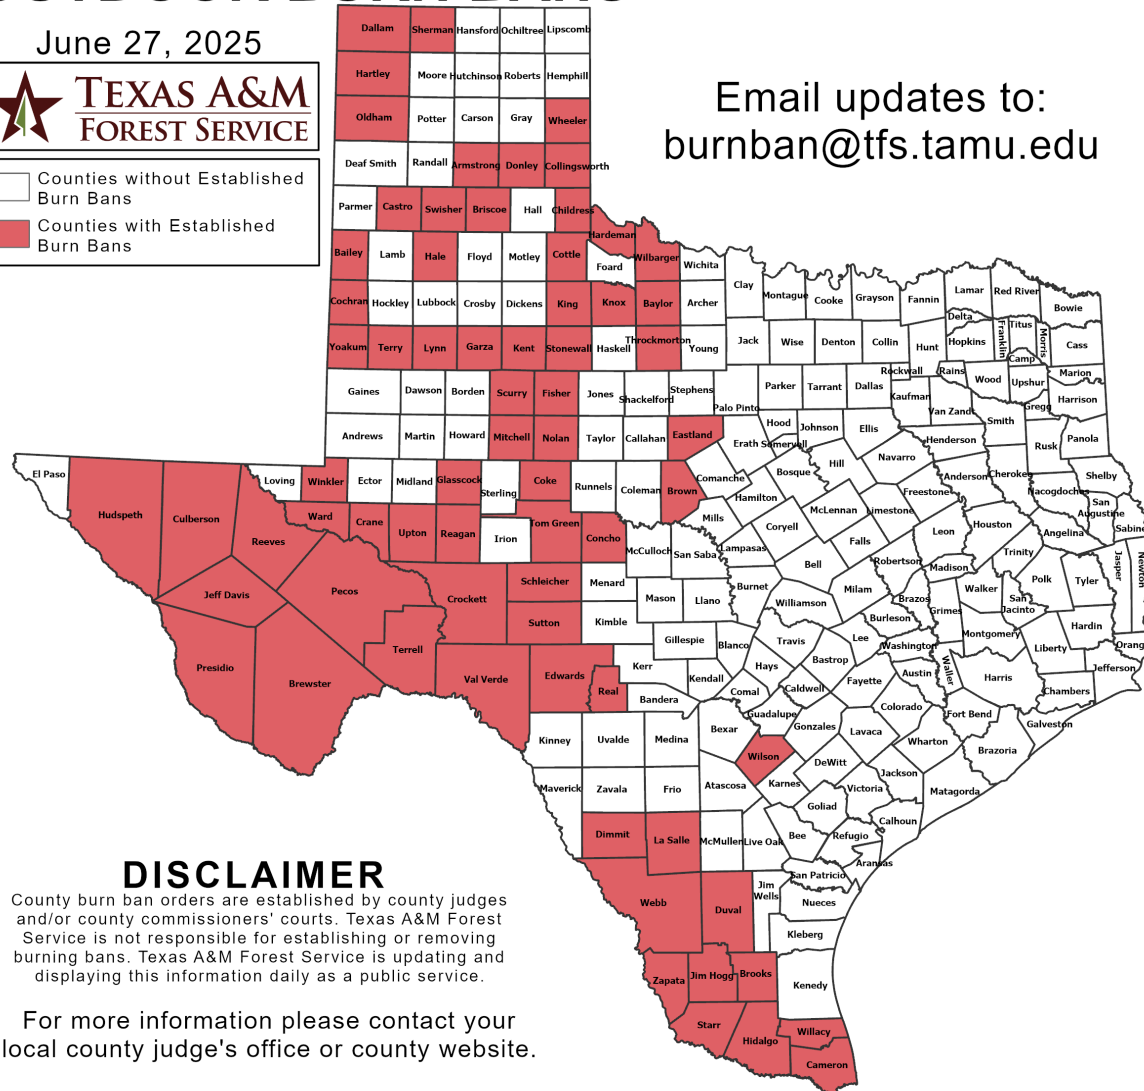 June 27, 2025
TEXAS A&M
FOREST SERVICE
Counties without Established
Burn Bans
Counties with Established
Burn Bans
Email updates to:
burnban@tfs.tamu.edu
Dallam Sherman Hansford Ochiltree Lipscomb
Hartley Moore Hutchinson Roberts Hemphill
Oldham Potter Carson Gray Wheeler
Deaf Smith Randall Armstrong Donley Collingsworth
Parmer Castro Swisher Briscoe Hall Childress
Hardeman
Bailey Lamb Hale Floyd Motley Cottle Foard Wilbarger Wichita
Clay Montague Cooke Grayson Fannin Lamar Red River Bowie
Cochran Hockley Lubbock Crosby Dickens King Knox Baylor Archer
Delta Titus Franklin Morris Cass
Yoakum Terry Lynn Garza Kent Stonewall Haskell Throckmorton Young Jack Wise Denton Collin Hunt Hopkins Camp
Rockwall Rains Wood Upshur Marion
Gaines Dawson Borden Scurry Fisher Jones Shackelford Stephens Palo Pinto Parker Tarrant Dallas Kaufman Van Zandt Gregg Harrison
Andrews Martin Howard Mitchell Nolan Taylor Callahan Eastland Erath Hood Somervell Johnson Ellis Henderson Smith Rusk Panola
El Paso Hudspeth Culberson Loving Winkler Ector Midland Glasscock Sterling Coke Runnels Coleman Brown Comanche Hamilton Bosque Hill Navarro Freestone Anderson Cherokee Nacogdoches Shelby
San
Augustine
Sabine
Reeves Ward Crane Upton Reagan Irion Tom Green Concho McCulloch San Saba Mills Lampasas Coryell McLennan Limestone Falls Leon Houston Angelina
Jeff Davis Pecos Crockett Schleicher Menard Mason Llano Burnet Bell Milam Robertson Madison Walker Trinity Polk Tyler Jasper Newton
Sutton Kimble Williamson Brazos Burleson Grimes
San
Jacinto
Hardin
Presidio Brewster Terrell Val Verde Edwards Real Gillespie Kerr Kendall Bandera Blanco Travis Hays Comal Bastrop Lee Washington Montgomery Liberty Orang
Caldwell Fayette Austin Waller Harris Chambers Jefferson
Kinney Uvalde Medina Bexar Guadalupe Gonzales Lavaca Colorado Fort Bend Galveston
Wilson Wharton Brazoria
Maverick Zavala Frio Atascosa Karnes DeWitt Jackson Victoria Matagorda
Goliad Calhoun
Dimmit La Salle McMullen Live Oak Bee Refugio Aransas
San Patricio
Webb Duval
Jim
Wells
Nueces
Kleberg
Zapata Jim Hogg Brooks Kenedy
Starr Hidalgo Willacy
Cameron
DISCLAIMER
County burn ban orders are established by county judges
and/or county commissioners' courts. Texas A&M Forest
Service is not responsible for establishing or removing
burning bans. Texas A&M Forest Service is updating and
displaying this information daily as a public service.
For more information please contact your
local county judge's office or county website.